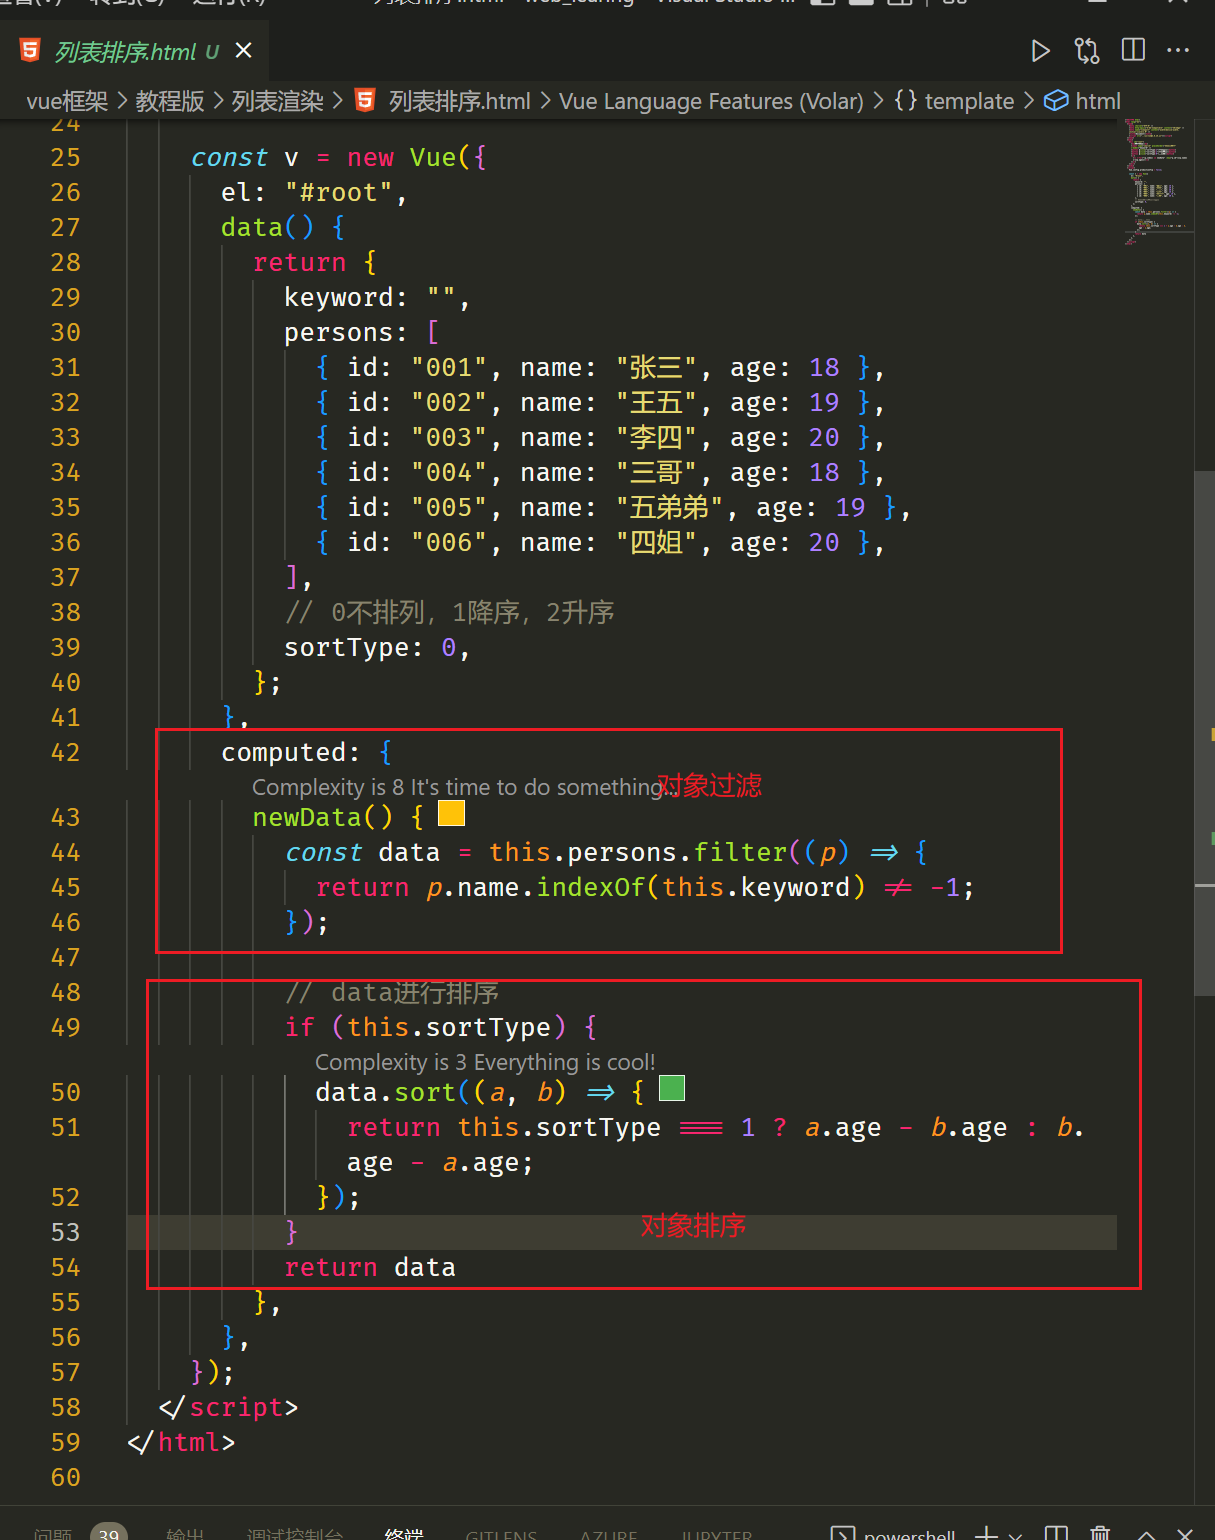 列表排序.html U
vue框架 > 教程版 > 列表渲染 > 列表排序.html > Vue Language Features (Volar) > {} template > html
24
25 const v = new Vue({
26 el: "#root",
27 data() {
28 return {
29 keyword: "",
30 persons: [
31 { id: "001", name: "张三", age: 18 },
32 { id: "002", name: "王五", age: 19 },
33 { id: "003", name: "李四", age: 20 },
34 { id: "004", name: "三哥", age: 18 },
35 { id: "005", name: "五弟弟", age: 19 },
36 { id: "006", name: "四姐", age: 20 },
37 ],
38 // 0不排列，1降序，2升序
39 sortType: 0,
40 };
41 },
42 computed: {
Complexity is 8 It's time to do something... 对象过滤
43 newData() {
44 const data = this.persons.filter((p) => {
45 return p.name.indexOf(this.keyword) != -1;
46 });
47
48 // data进行排序
49 if (this.sortType) {
Complexity is 3 Everything is cool!
50 data.sort((a, b) => {
51 return this.sortType === 1 ? a.age - b.age : b.
age - a.age;
52 });
53 } 对象排序
54 return data
55 },
56 },
57 });
58 </script>
59 </html>
60
问题 39 输出 调试控制台 终端 GITLENS AZURE JUPYTER powershell